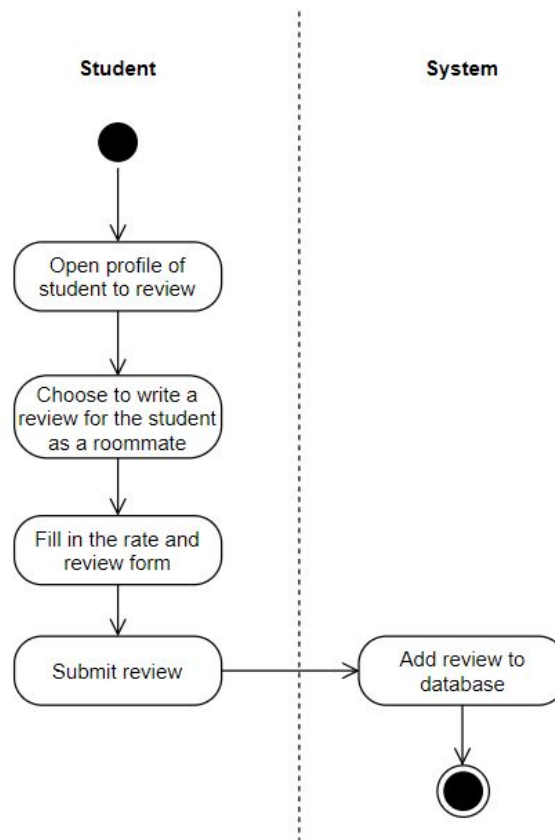 Student
System
Open profile of
student to review
Choose to write a
review for the student
as a roommate
Fill in the rate and
review form
Submit review
Add review to
database